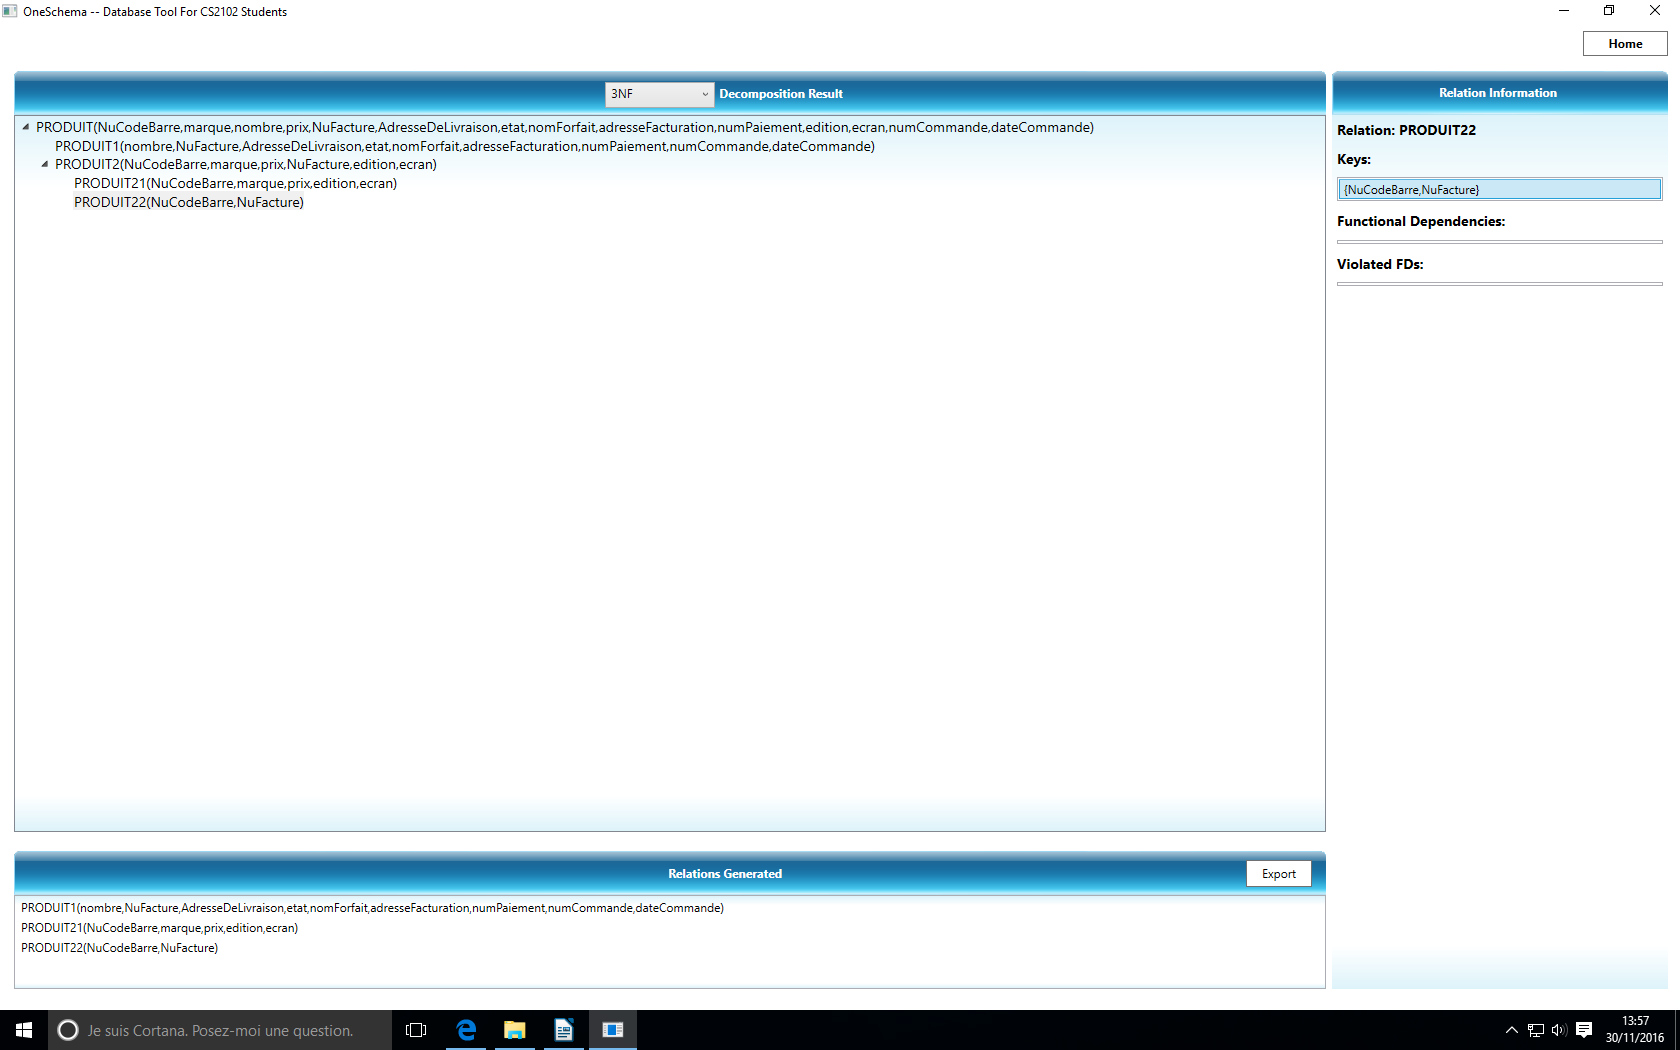 OneSchema -- Database Tool For CS2102 Students
Home
3NF Decomposition Result
Relation Information
PRODUIT(NuCodeBarre,marque,nombre,prix,NuFacture,AdresseDeLivraison,etat,nomForfait,adresseFacturation,numPaiement,edition,ecran,numCommande,dateCommande)
PRODUIT1(nombre,NuFacture,AdresseDeLivraison,etat,nomForfait,adresseFacturation,numPaiement,numCommande,dateCommande)
PRODUIT2(NuCodeBarre,marque,prix,NuFacture,edition,ecran)
PRODUIT21(NuCodeBarre,marque,prix,edition,ecran)
PRODUIT22(NuCodeBarre,NuFacture)
Relation: PRODUIT22
Keys:
{NuCodeBarre,NuFacture}
Functional Dependencies:
Violated FDs:
Relations Generated
Export
PRODUIT1(nombre,NuFacture,AdresseDeLivraison,etat,nomForfait,adresseFacturation,numPaiement,numCommande,dateCommande)
PRODUIT21(NuCodeBarre,marque,prix,edition,ecran)
PRODUIT22(NuCodeBarre,NuFacture)
Je suis Cortana. Posez-moi une question.
13:57
30/11/2016